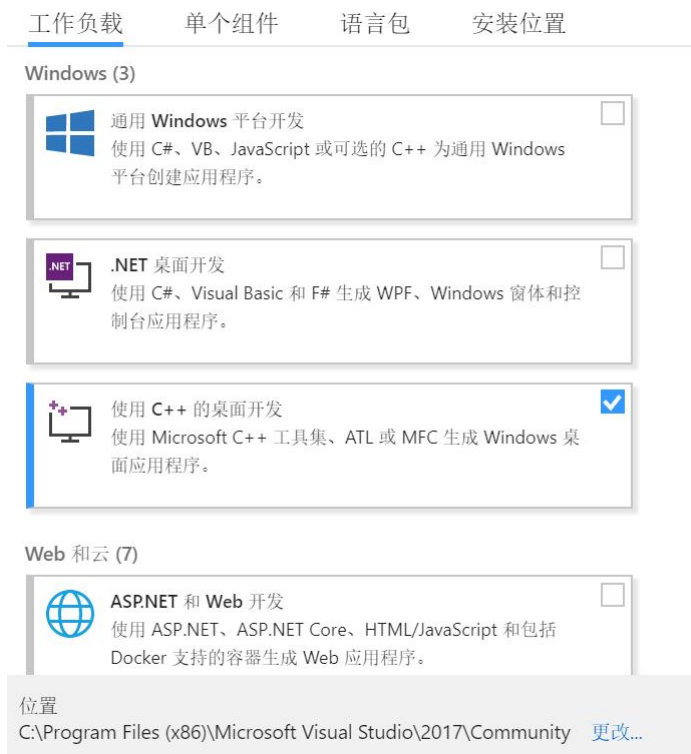 工作负载 单个组件 语言包 安装位置
Windows (3)
通用 Windows 平台开发
使用 C#、VB、JavaScript 或可选的 C++ 为通用 Windows
平台创建应用程序。
.NET
.NET 桌面开发
使用 C#、Visual Basic 和 F# 生成 WPF、Windows 窗体和控
制台应用程序。
使用 C++ 的桌面开发
使用 Microsoft C++ 工具集、ATL 或 MFC 生成 Windows 桌
面应用程序。
Web 和云 (7)
ASP.NET 和 Web 开发
使用 ASP.NET、ASP.NET Core、HTML/JavaScript 和包括
Docker 支持的容器生成 Web 应用程序。
位置
C:\Program Files (x86)\Microsoft Visual Studio\2017\Community 更改...